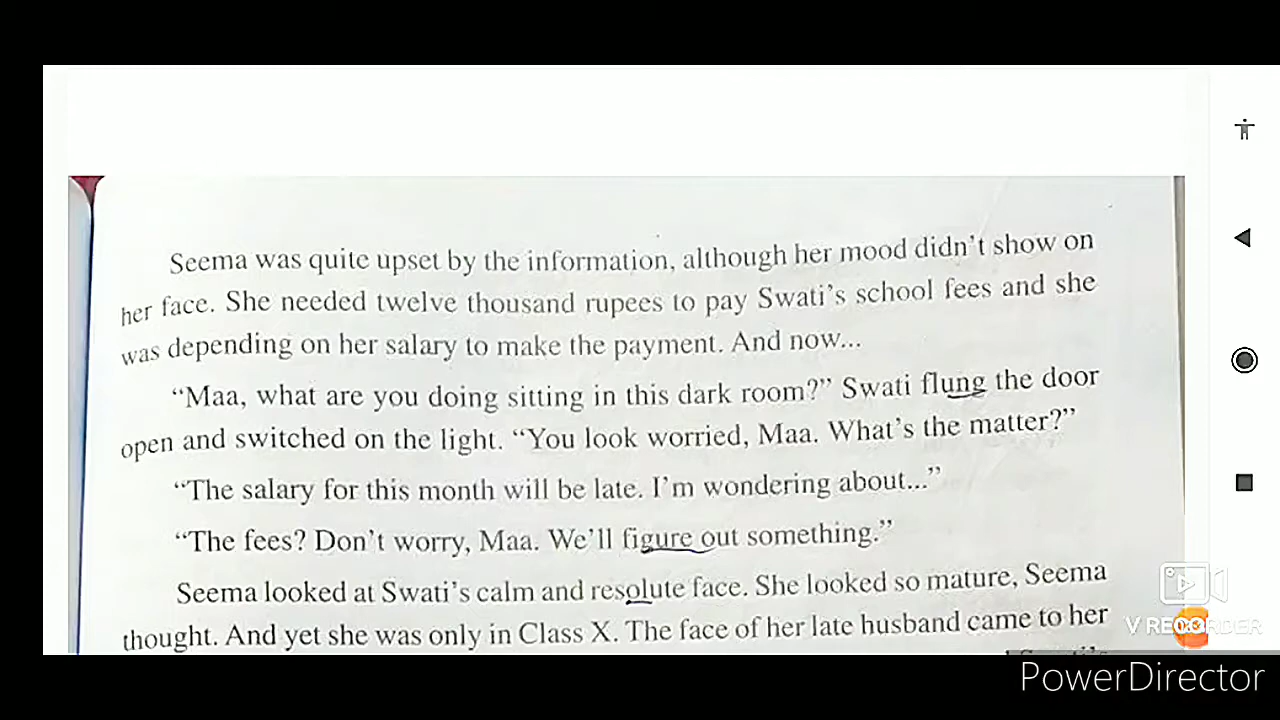 Seema was quite upset by the information, although her mood didn't show on
her face. She needed twelve thousand rupees to pay Swati's school fees and she
was depending on her salary to make the payment. And now...
"Maa, what are you doing sitting in this dark room?" Swati flung the door
open and switched on the light. "You look worried, Maa. What's the matter?"
"The salary for this month will be late. I'm wondering about..."
"The fees? Don't worry, Maa. We'll figure out something."
Seema looked at Swati's calm and resolute face. She looked so mature, Seema
thought. And yet she was only in Class X. The face of her late husband came to her
V RECORDER
PowerDirector